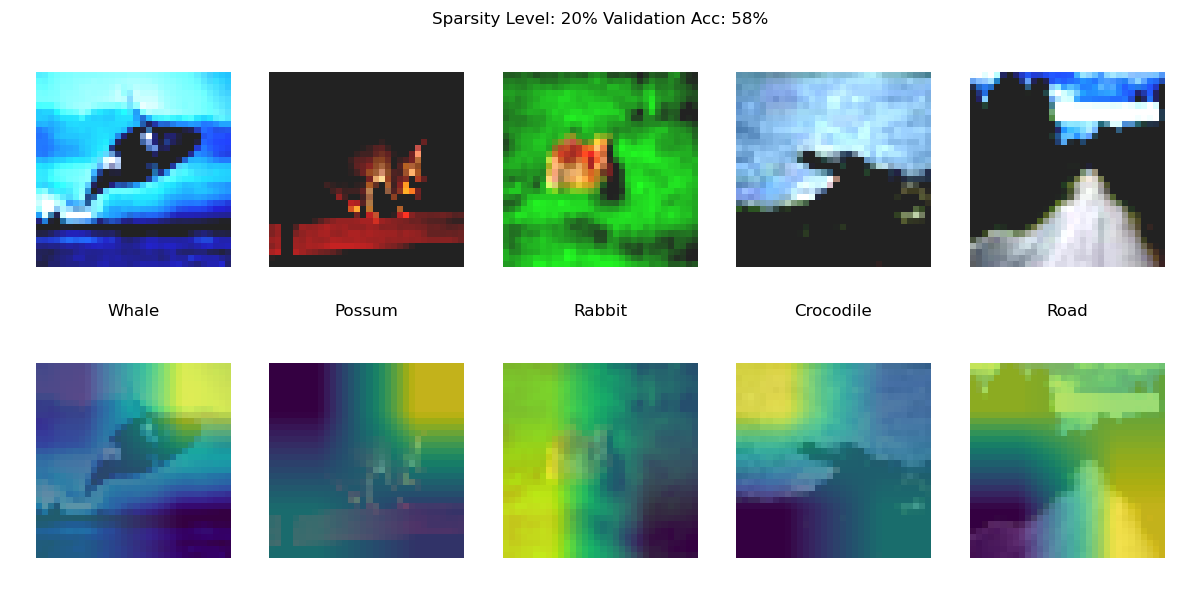 Sparsity Level: 20% Validation Acc: 58%
Whale
Possum
Rabbit
Crocodile
Road